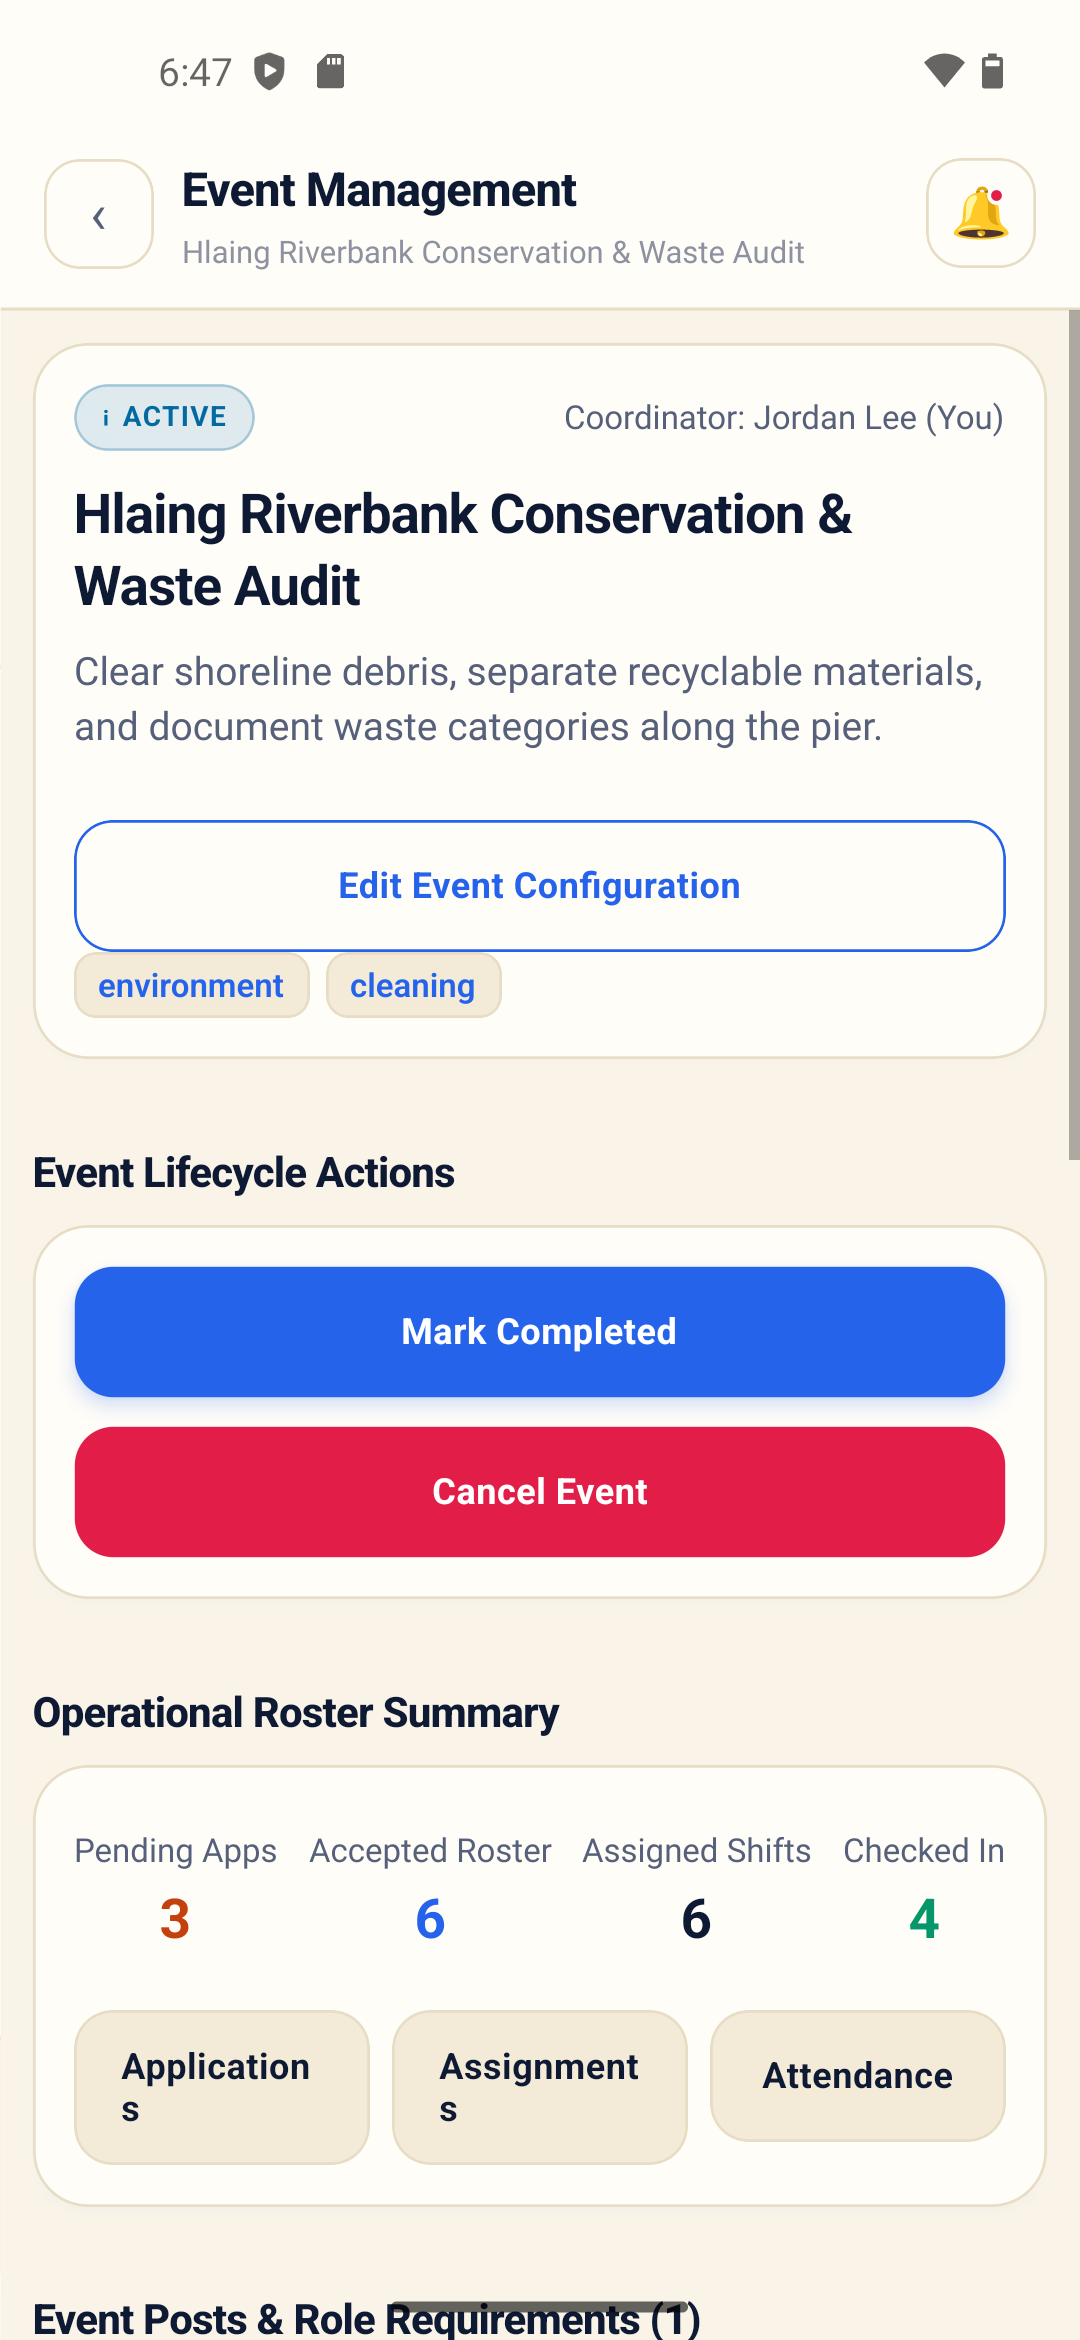 6:47
‹
Event Management
Hlaing Riverbank Conservation & Waste Audit
i ACTIVE
Coordinator: Jordan Lee (You)
Hlaing Riverbank Conservation &
Waste Audit
Clear shoreline debris, separate recyclable materials,
and document waste categories along the pier.
Edit Event Configuration
environment cleaning
Event Lifecycle Actions
Mark Completed
Cancel Event
Operational Roster Summary
Pending Apps Accepted Roster Assigned Shifts Checked In
3 6 6 4
Application
s
Assignment
s
Attendance
Event Posts & Role Requirements (1)